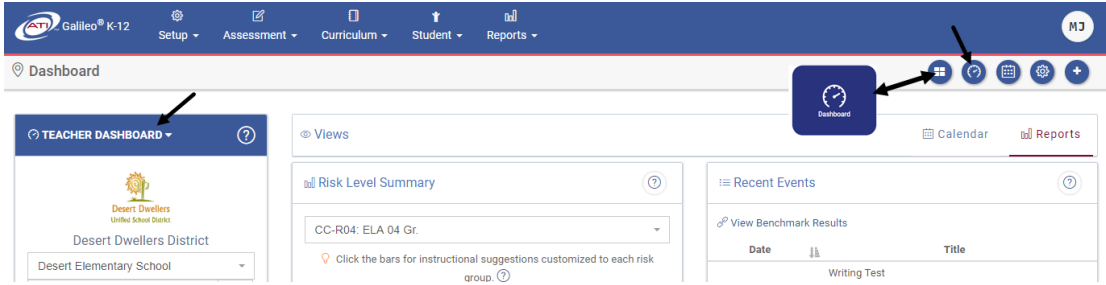 ATI Galileo® K-12
Setup
Assessment
Curriculum
Student
Reports
MJ
Dashboard
Dashboard
TEACHER DASHBOARD
?
Views
Calendar
Reports
Desert Dwellers
Unified School District
Desert Dwellers District
Desert Elementary School
Risk Level Summary
?
CC-R04: ELA 04 Gr.
Click the bars for instructional suggestions customized to each risk
group. ?
Recent Events
?
View Benchmark Results
Date
Title
Writing Test